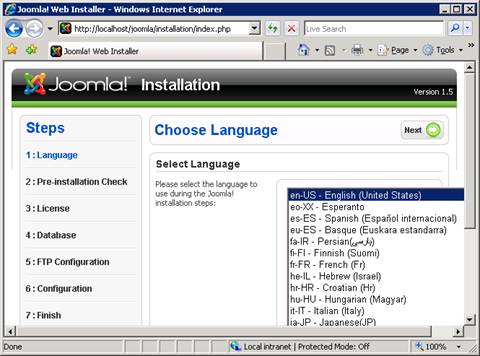 Joomla! Web Installer - Windows Internet Explorer
http://localhost/joomla/installation/index.php
Live Search
Joomla! Web Installer
Page
Tools
Joomla! Installation
Version 1.5
Steps
1 : Language
2 : Pre-installation Check
3 : License
4 : Database
5 : FTP Configuration
6 : Configuration
7 : Finish
Choose Language
Next
Select Language
Please select the language to
use during the Joomla!
installation steps:
en-US - English (United States)
eo-XX - Esperanto
es-ES - Spanish (Español internacional)
eu-ES - Basque (Euskara estandarra)
fa-IR - Persian(پارسی)
fi-FI - Finnish (Suomi)
fr-FR - French (Fr)
he-IL - Hebrew (Israel)
hr-HR - Croatian (Hr)
hu-HU - Hungarian (Magyar)
it-IT - Italian (Italy)
ja-JP - Japanese(JP)
Done
Local intranet | Protected Mode: Off
100%